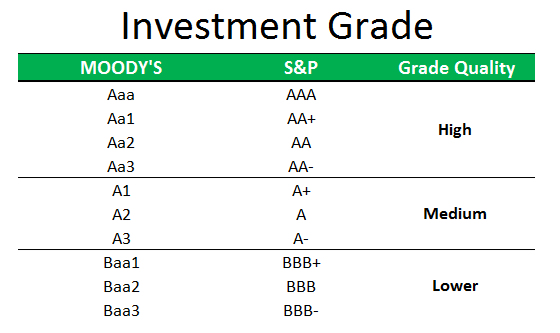 Investment Grade
MOODY'S S&P Grade Quality
Aaa AAA
Aa1 AA+
High
Aa2 AA
Aa3 AA-
A1 A+
A2 A Medium
A3 A-
Baa1 BBB+
Baa2 BBB Lower
Baa3 BBB-